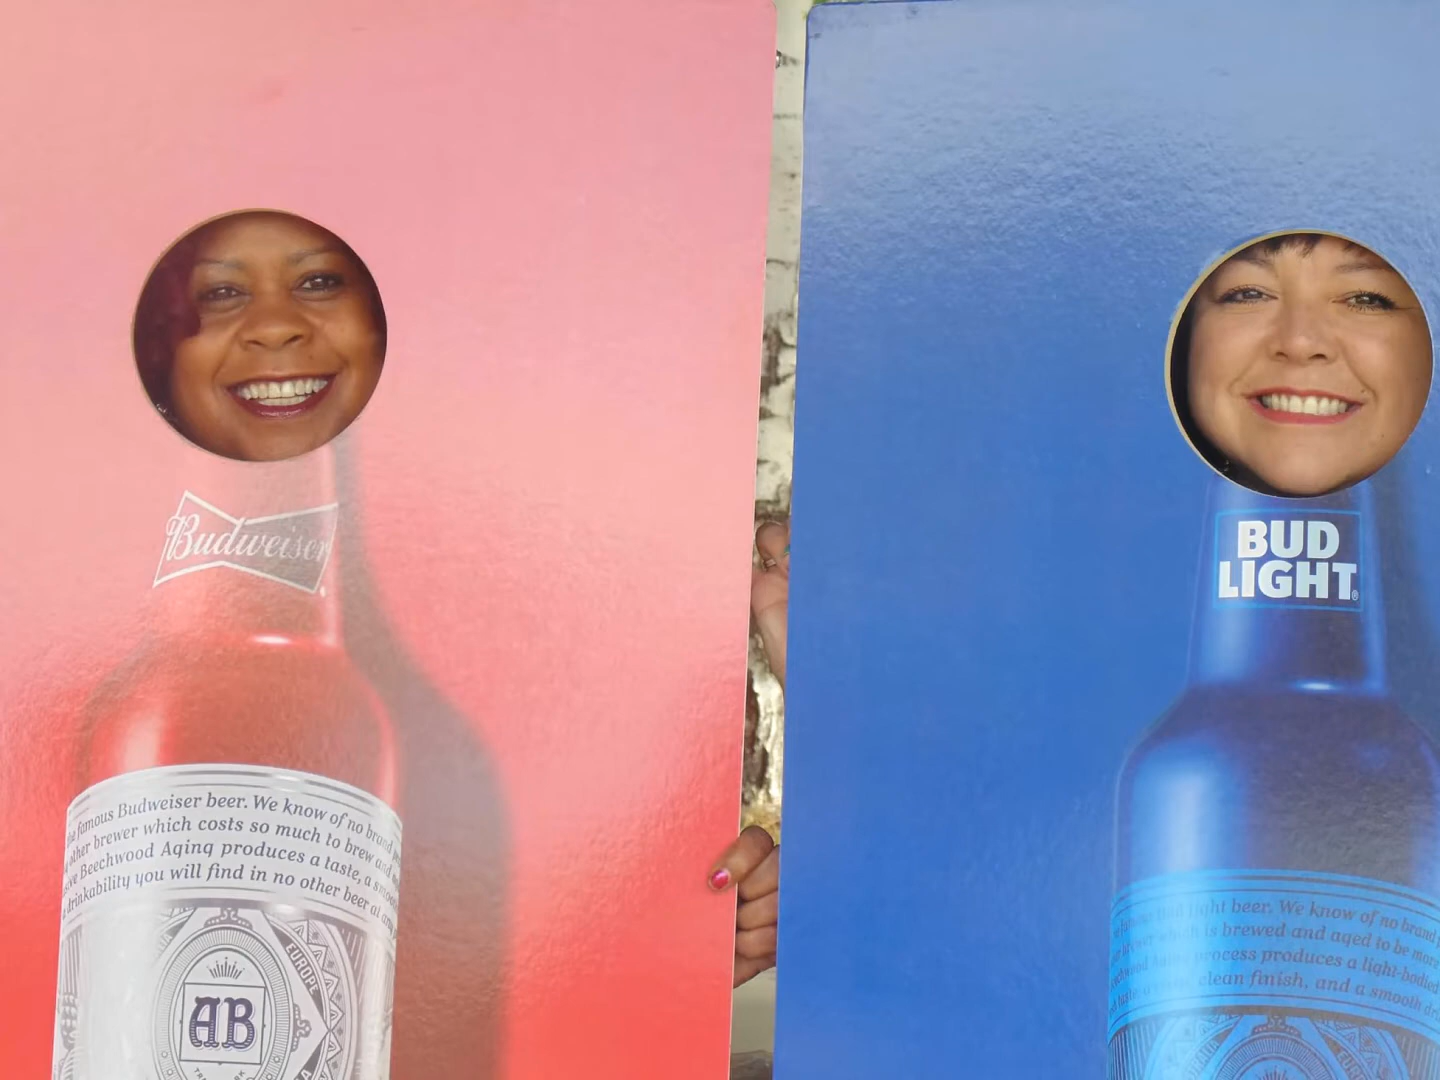 Budweiser
famous Budweiser beer. We know of no brand
other brewer which costs so much to brew and
Beechwood Aging produces a taste, a
drinkability you will find in no other beer at
EUROPE
AB
BUD
LIGHT
light beer. We know of no brand
is brewed and aged to be more
Aging process produces a light-bodied
clean finish, and a smooth